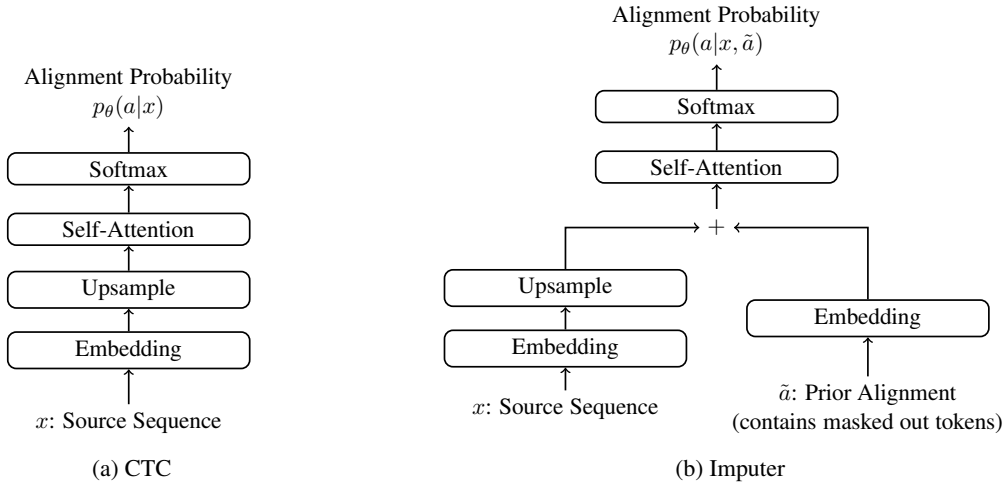 Alignment Probability
pθ(a|x)
Softmax
Self-Attention
Upsample
Embedding
x: Source Sequence
(a) CTC
Alignment Probability
pθ(a|x, ã)
Softmax
Self-Attention
+
Upsample
Embedding
x: Source Sequence
Embedding
ã: Prior Alignment
(contains masked out tokens)
(b) Imputer